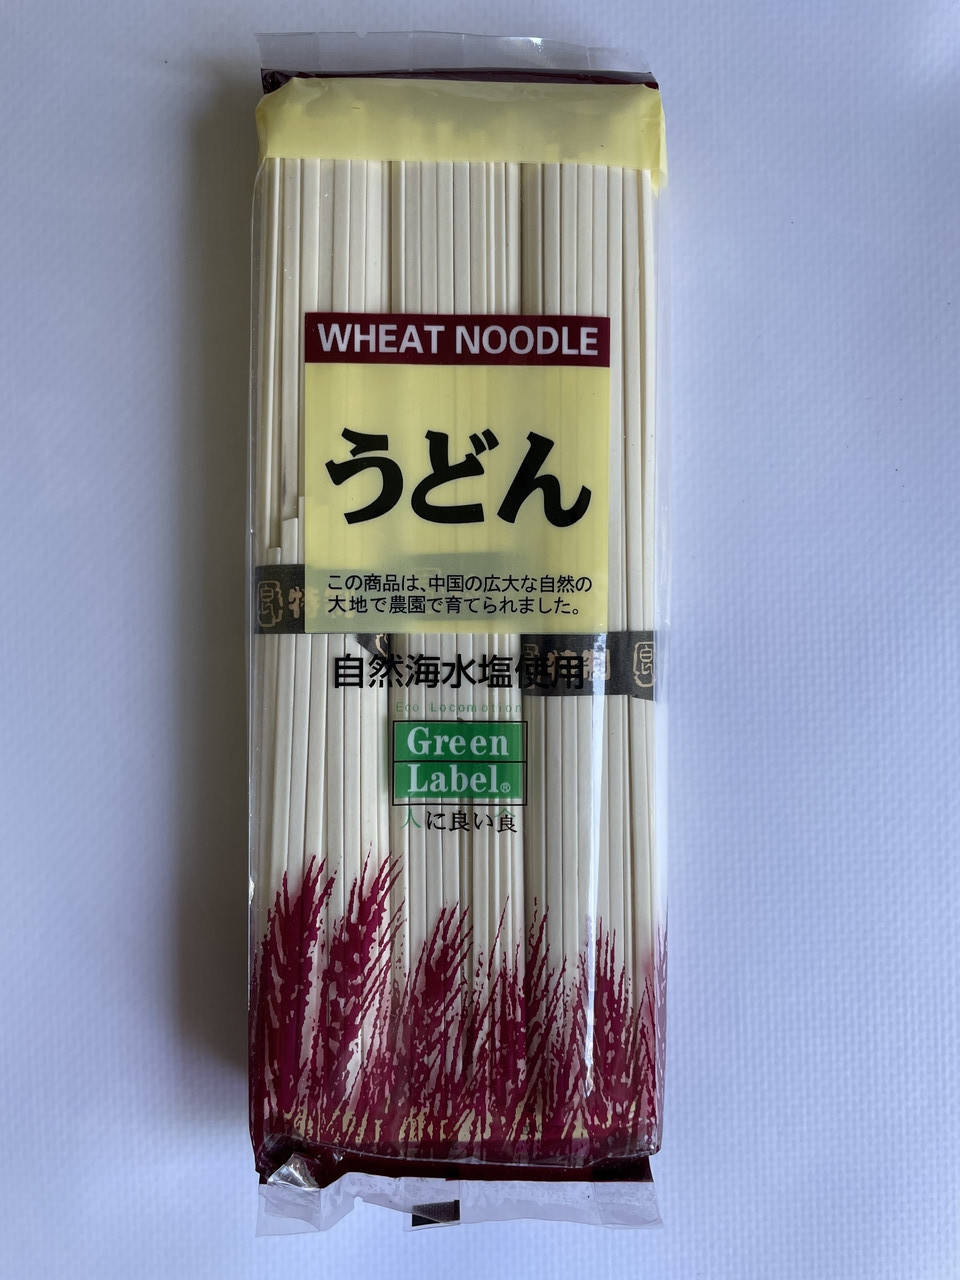 WHEAT NOODLE
うどん
この商品は、中国の広大な自然の
大地で農園で育てられました。
自然海水塩使用
Eco Locomotion
Green
Label®
人に良い食